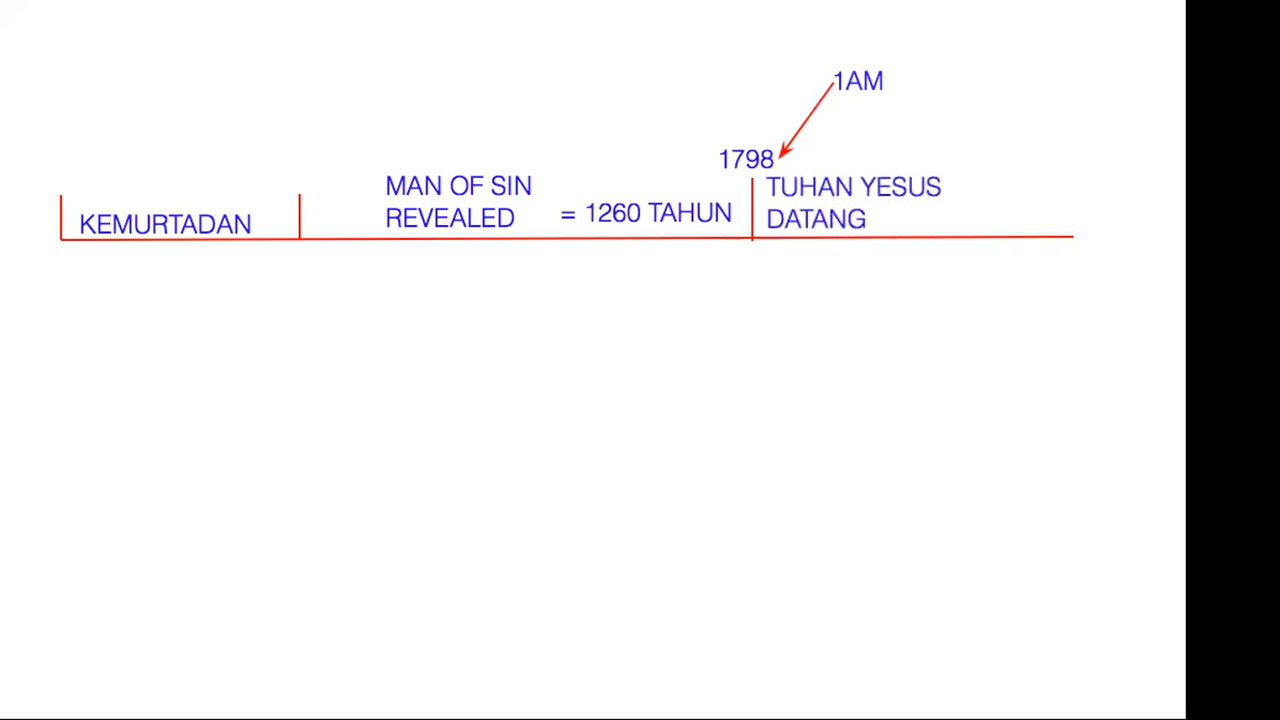 1AM
1798
MAN OF SIN
REVEALED
= 1260 TAHUN
TUHAN YESUS
DATANG
KEMURTADAN